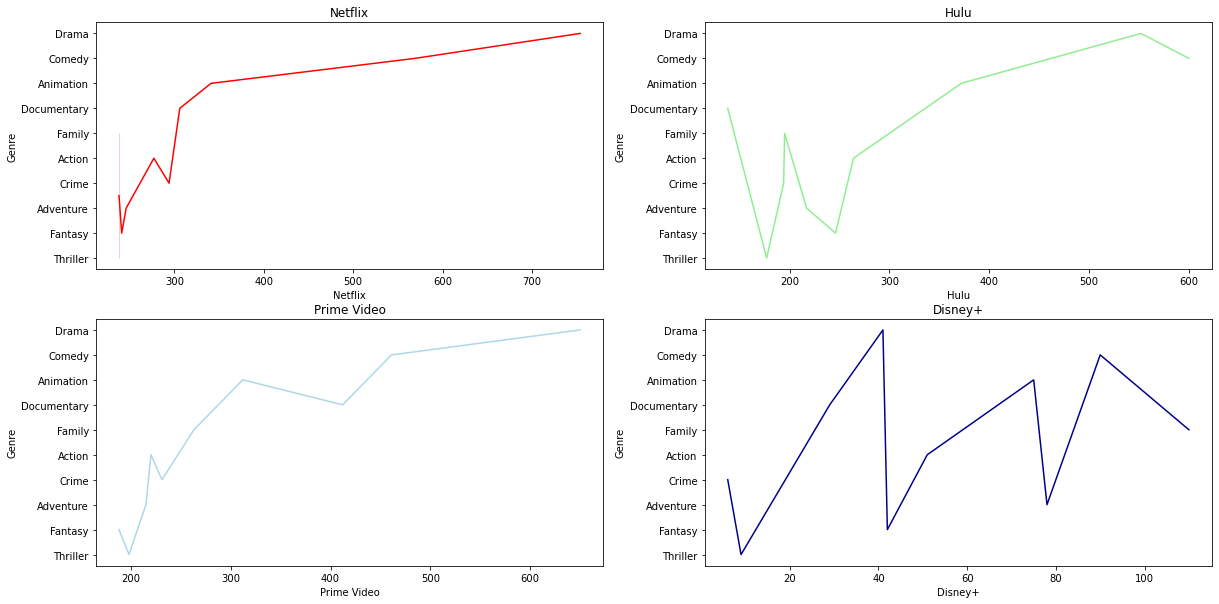 Netflix
Drama
Comedy
Animation
Documentary
Family
Action
Crime
Adventure
Fantasy
Thriller
Genre
300 400 500 600 700
Netflix
Hulu
Drama
Comedy
Animation
Documentary
Family
Action
Crime
Adventure
Fantasy
Thriller
Genre
200 300 400 500 600
Hulu
Prime Video
Drama
Comedy
Animation
Documentary
Family
Action
Crime
Adventure
Fantasy
Thriller
Genre
200 300 400 500 600
Prime Video
Disney+
Drama
Comedy
Animation
Documentary
Family
Action
Crime
Adventure
Fantasy
Thriller
Genre
20 40 60 80 100
Disney+